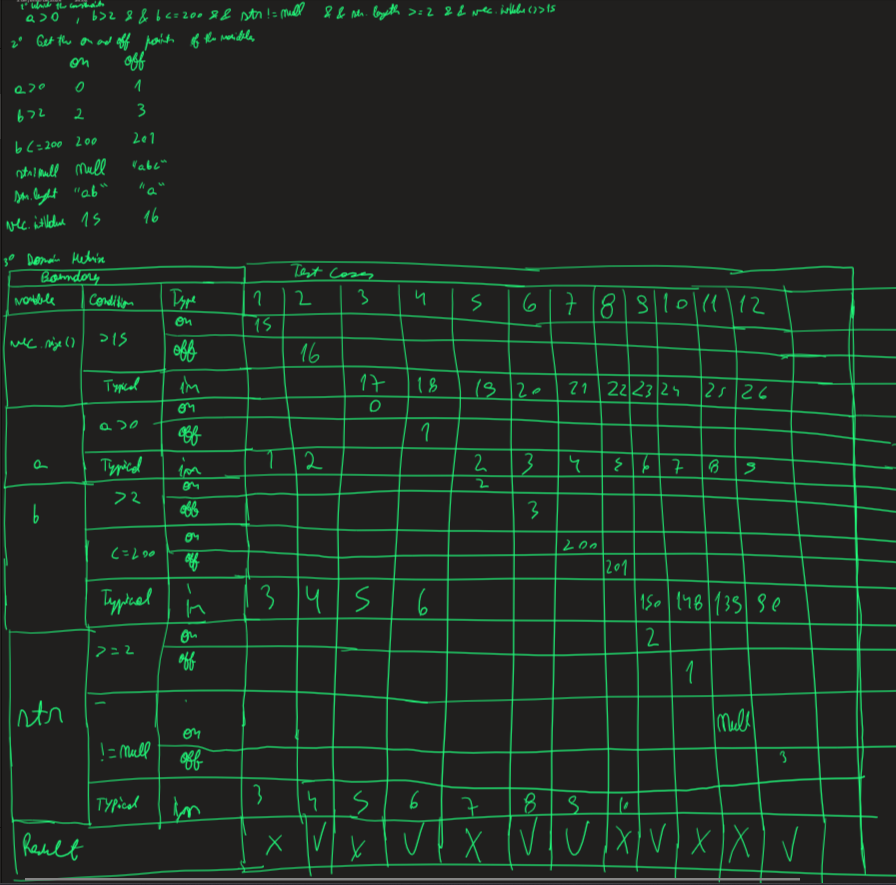 1° Write the constraints
a>0 , b>2 && b<=200 && str != null && str.length >=2 && vec.isValue()>15
2° Get the on and off points of the variables
on off
a>0 0 1
b>2 2 3
b<=200 200 201
str!null Null "abc"
str.lenght "ab" "a"
vec. 15 16
3° Domain Matrix
Boundary Test Cases
variable Condition Type 1 2 3 4 5 6 7 8 9 10 11 12
on 15
vec.size() >15
off 16
Typical in 17 18 19 20 21 22 23 24 25 26
on 0
a>0
off 1
a Typical in 1 2 2 3 4 5 6 7 8 9
on 2
>2
b off 3
on 200
<=200
off 201
Typical in 3 4 5 6 150 148 139 90
on 2
>=2
off 1
str
on Null
!=Null
off 3
Typical in 3 4 5 6 7 8 9 10
Result X V X V X V V X V X X V